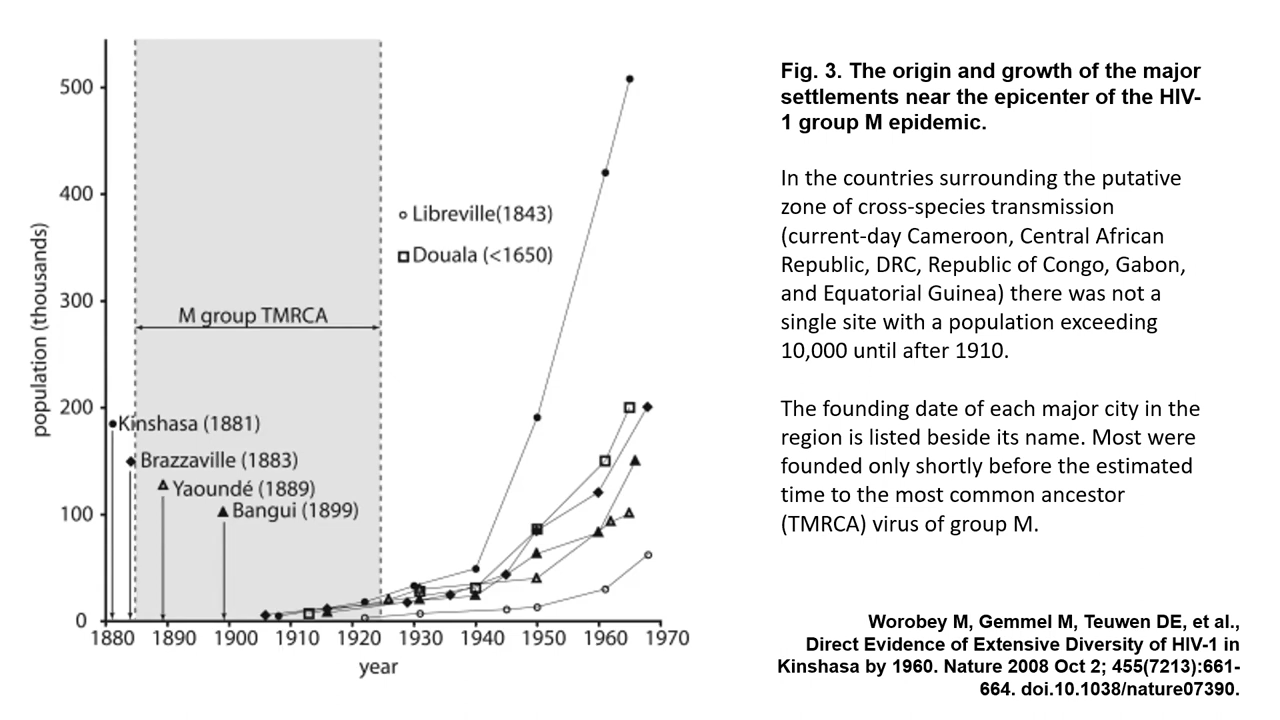 500
400
300
200
100
0
population (thousands)
1880
1890
1900
1910
1920
1930
1940
1950
1960
1970
year
M group TMRCA
Kinshasa (1881)
Brazzaville (1883)
Yaoundé (1889)
Bangui (1899)
Libreville(1843)
Douala (<1650)
Fig. 3. The origin and growth of the major
settlements near the epicenter of the HIV-
1 group M epidemic.
In the countries surrounding the putative
zone of cross-species transmission
(current-day Cameroon, Central African
Republic, DRC, Republic of Congo, Gabon,
and Equatorial Guinea) there was not a
single site with a population exceeding
10,000 until after 1910.
The founding date of each major city in the
region is listed beside its name. Most were
founded only shortly before the estimated
time to the most common ancestor
(TMRCA) virus of group M.
Worobey M, Gemmel M, Teuwen DE, et al.,
Direct Evidence of Extensive Diversity of HIV-1 in
Kinshasa by 1960. Nature 2008 Oct 2; 455(7213):661-
664. doi.10.1038/nature07390.